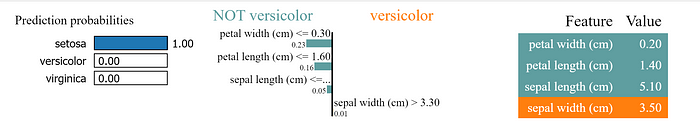 Prediction probabilities
setosa 1.00
versicolor 0.00
virginica 0.00
NOT versicolor versicolor
petal width (cm) <= 0.30
0.23
petal length (cm) <= 1.60
0.16
sepal length (cm) <=...
0.05
sepal width (cm) > 3.30
0.01
Feature Value
petal width (cm) 0.20
petal length (cm) 1.40
sepal length (cm) 5.10
sepal width (cm) 3.50